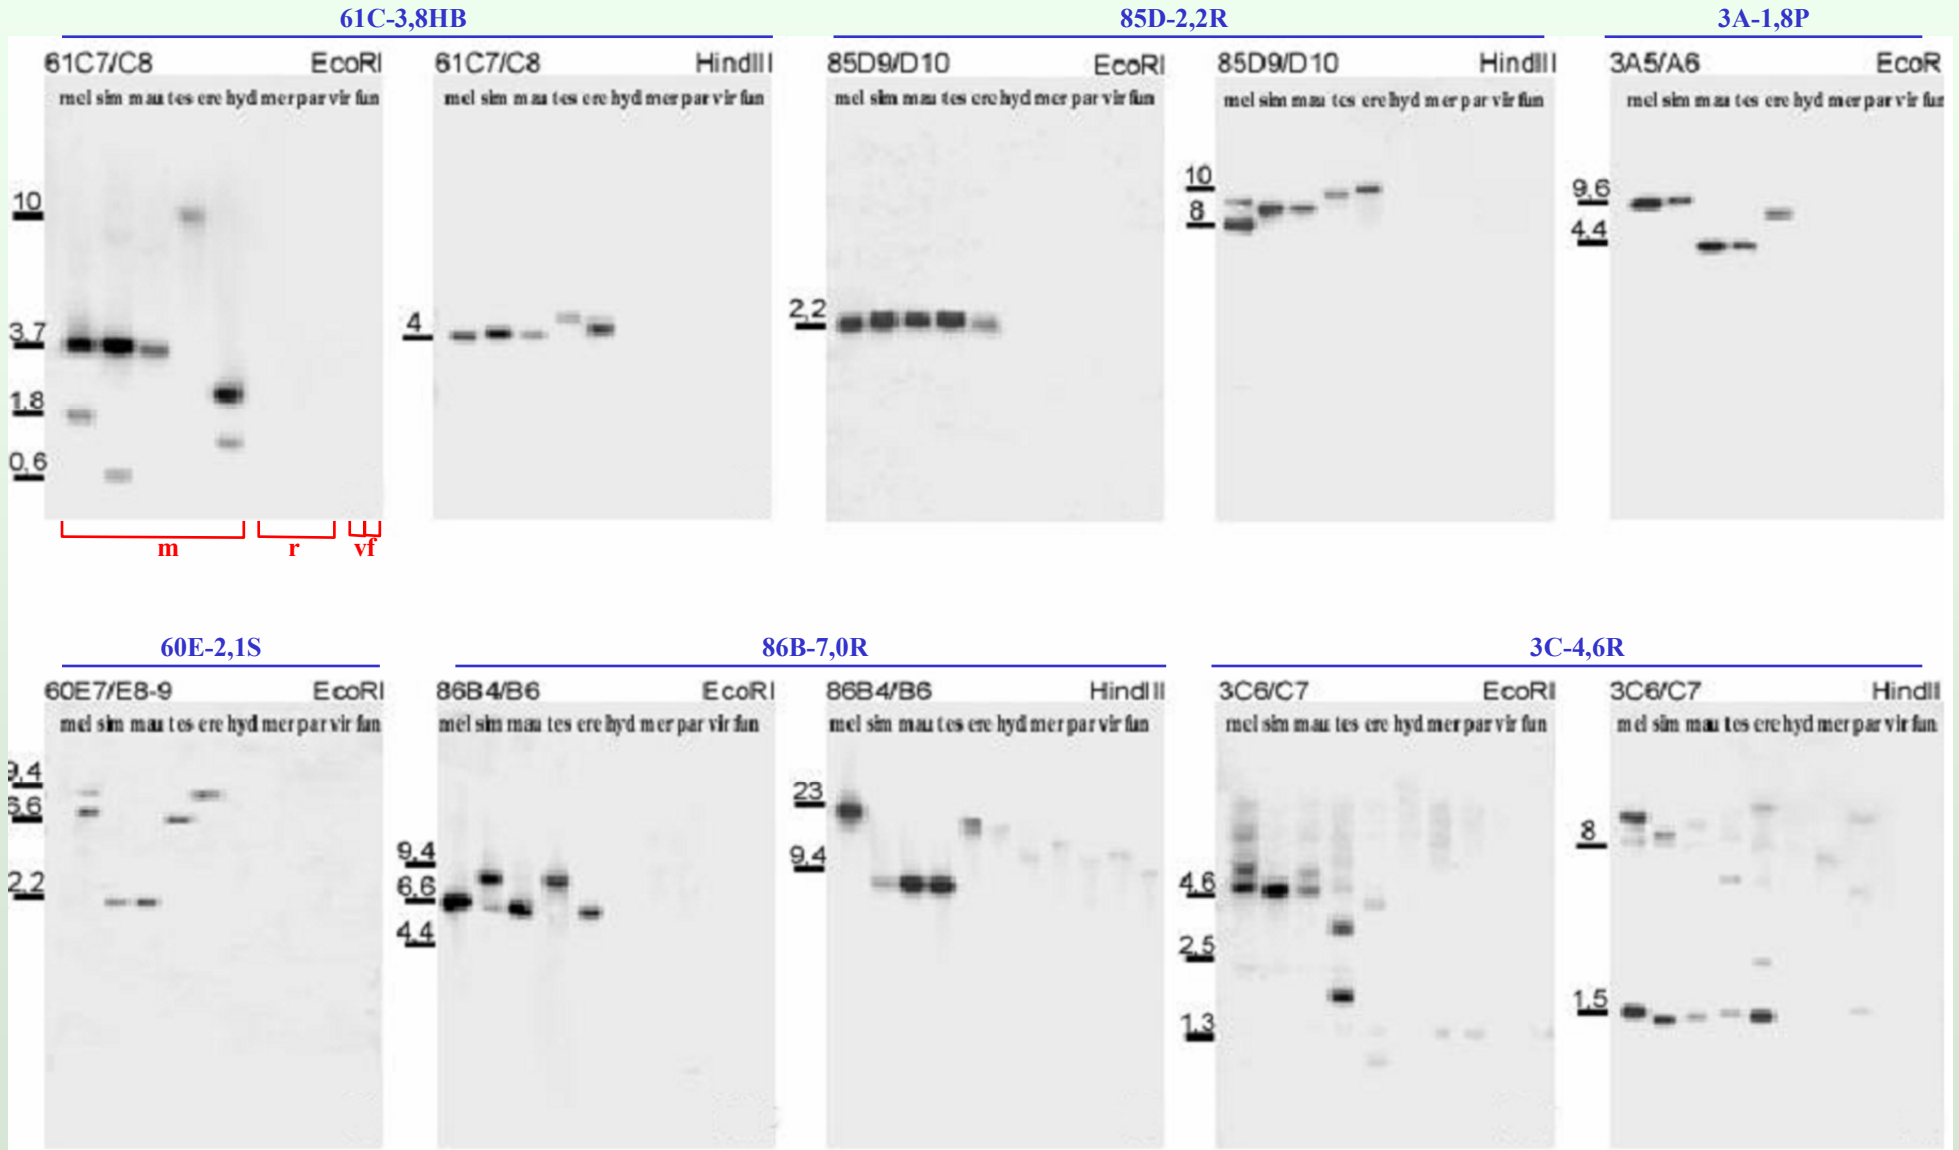 61C-3,8HB 85D-2,2R 3A-1,8P
61C7/C8 EcoRI 61C7/C8 HindIII 85D9/D10 EcoRI 85D9/D10 HindIII 3A5/A6 EcoR
mel sim mau tes ere hyd mer par vir fun mel sim mau tes ere hyd mer par vir fun mel sim mau tes ere hyd mer par vir fun mel sim mau tes ere hyd mer par vir fun mel sim mau tes ere hyd mer par vir fun
10 10 9,6
8 4,4
3,7 4 2,2
1,8
0,6
m r vf
60E-2,1S 86B-7,0R 3C-4,6R
60E7/E8-9 EcoRI 86B4/B6 EcoRI 86B4/B6 HindIII 3C6/C7 EcoRI 3C6/C7 HindII
mel sim mau tes ere hyd mer par vir fun mel sim mau tes ere hyd mer par vir fun mel sim mau tes ere hyd mer par vir fun mel sim mau tes ere hyd mer par vir fun mel sim mau tes ere hyd mer par vir fun
9,4 23
6,6 9,4 9,4 8
2,2 6,6 4,6
4,4 2,5
1,3 1,5